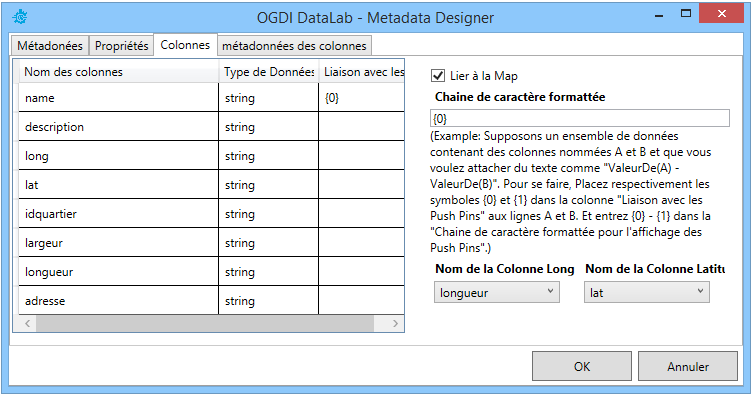 OGDI DataLab - Metadata Designer
Métadonées Propriétés Colonnes métadonnées des colonnes
Nom des colonnes Type de Données Liaison avec les
name string {0}
description string
long string
lat string
idquartier string
largeur string
longueur string
adresse string
Lier à la Map
Chaine de caractère formattée
{0}
(Example: Supposons un ensemble de données
contenant des colonnes nommées A et B et que vous
voulez attacher du texte comme "ValeurDe(A) -
ValeurDe(B)". Pour se faire, Placez respectivement les
symboles {0} et {1} dans la colonne "Liaison avec les
Push Pins" aux lignes A et B. Et entrez {0} - {1} dans la
"Chaine de caractère formattée pour l'affichage des
Push Pins".)
Nom de la Colonne Long Nom de la Colonne Latitu
longueur lat
OK Annuler